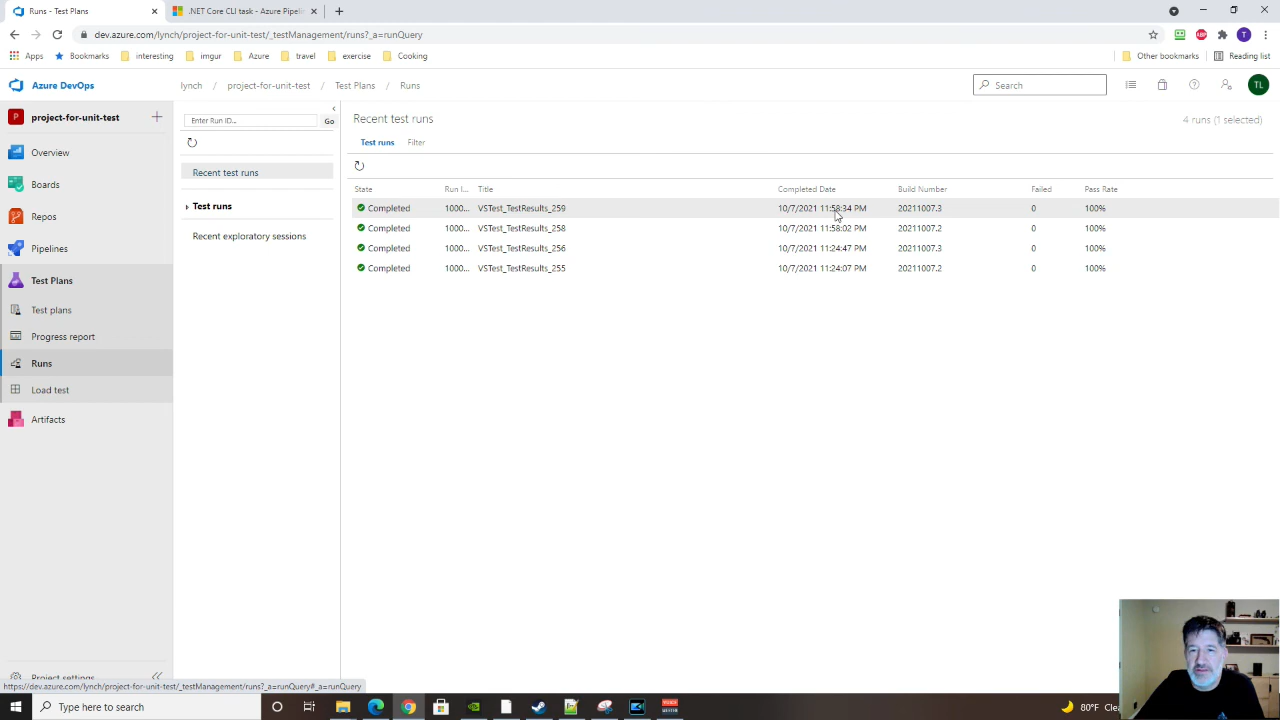 Runs - Test Plans
.NET Core CLI task - Azure Pipelin
dev.azure.com/lynch/project-for-unit-test/_testManagement/runs?_a=runQuery
Apps
Bookmarks
interesting
imgur
Azure
travel
exercise
Cooking
Other bookmarks
Reading list
Azure DevOps
lynch / project-for-unit-test / Test Plans / Runs
Search
TL
P project-for-unit-test
Overview
Boards
Repos
Pipelines
Test Plans
Test plans
Progress report
Runs
Load test
Artifacts
Project settings
Enter Run ID...
Go
Recent test runs
Test runs
Recent exploratory sessions
Recent test runs
4 runs (1 selected)
Test runs Filter
State Run I... Title Completed Date Build Number Failed Pass Rate
Completed 1000... VSTest_TestResults_259 10/7/2021 11:58:34 PM 20211007.3 0 100%
Completed 1000... VSTest_TestResults_258 10/7/2021 11:58:02 PM 20211007.2 0 100%
Completed 1000... VSTest_TestResults_256 10/7/2021 11:24:47 PM 20211007.3 0 100%
Completed 1000... VSTest_TestResults_255 10/7/2021 11:24:07 PM 20211007.2 0 100%
https://dev.azure.com/lynch/project-for-unit-test/_testManagement/runs?_a=runQuery#_a=runQuery
Type here to search
80°F Cle